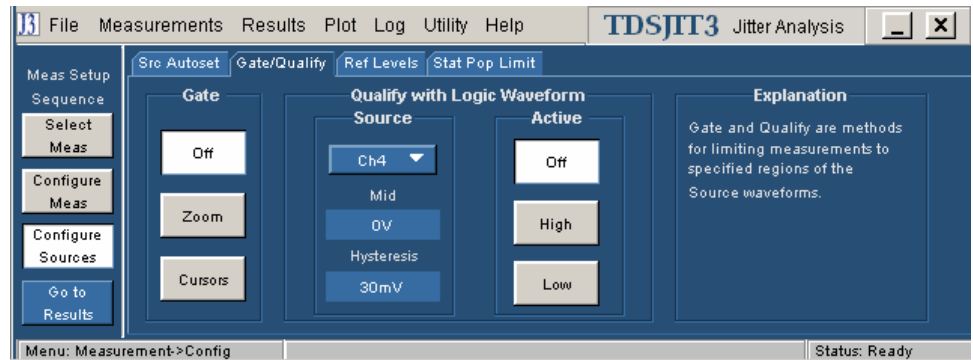 J3 File Measurements Results Plot Log Utility Help TDSJIT3 Jitter Analysis
Src Autoset Gate/Qualify Ref Levels Stat Pop Limit
Meas Setup
Sequence
Select
Meas
Configure
Meas
Configure
Sources
Go to
Results
Gate
Off
Zoom
Cursors
Qualify with Logic Waveform
Source
Ch4
Mid
0V
Hysteresis
30mV
Active
Off
High
Low
Explanation
Gate and Qualify are methods
for limiting measurements to
specified regions of the
Source waveforms.
Menu: Measurement->Config Status: Ready